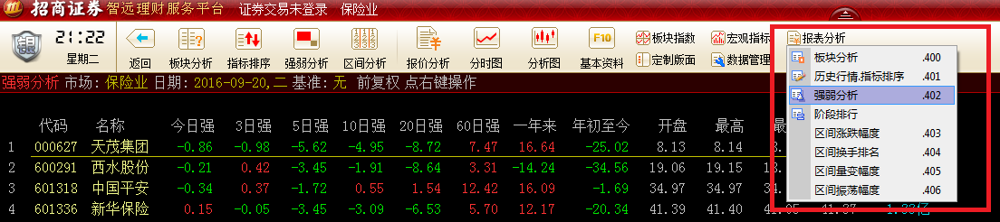 招商证券 智远理财服务平台 证券交易未登录 保险业
银 21:22 星期二
返回 板块分析 指标排序 强弱分析 区间分析 报价分析 分时图 分析图 F10 基本资料
板块指数 宏观指标 报表分析
定制版面 数据管理
板块分析 .400
历史行情.指标排序 .401
强弱分析 .402
阶段排行
区间涨跌幅度 .403
区间换手排名 .404
区间量变幅度 .405
区间振荡幅度 .406
强弱分析 市场: 保险业 日期: 2016-09-20,二 基准: 无 前复权 点右键操作
代码 名称 今日强 3日强 5日强 10日强 20日强 60日强 一年来 年初至今 开盘 最高
1 000627 天茂集团 -0.86 -0.98 -5.62 -4.95 -8.72 7.47 16.64 -25.02 8.13 8.14
2 600291 西水股份 -0.21 0.42 -3.45 -1.91 -8.64 3.31 -14.24 -34.56 19.06 19.15
3 601318 中国平安 -0.34 0.37 -1.72 0.55 1.54 12.42 16.09 -1.69 34.97 34.97
4 601336 新华保险 0.15 -0.05 -3.45 -3.09 -6.53 5.70 12.17 -20.34 41.39 41.40